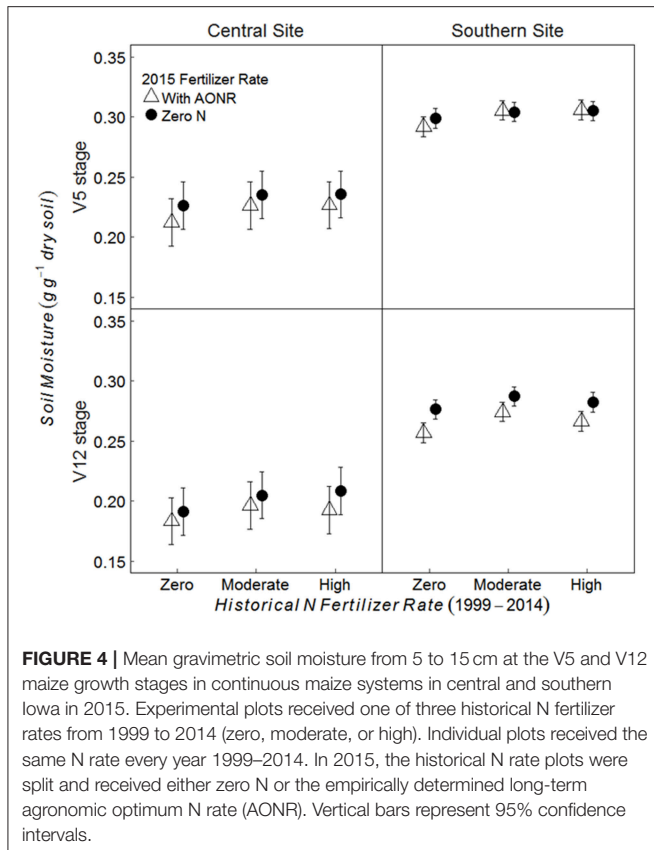 Central Site Southern Site
0.35
2015 Fertilizer Rate
With AONR
Zero N
0.30
V5 stage
0.25
0.20
0.15
Soil Moisture (g g⁻¹ dry soil)
0.35
0.30
V12 stage
0.25
0.20
0.15
Zero Moderate High Zero Moderate High
Historical N Fertilizer Rate (1999 – 2014)
FIGURE 4 | Mean gravimetric soil moisture from 5 to 15 cm at the V5 and V12
maize growth stages in continuous maize systems in central and southern
Iowa in 2015. Experimental plots received one of three historical N fertilizer
rates from 1999 to 2014 (zero, moderate, or high). Individual plots received the
same N rate every year 1999–2014. In 2015, the historical N rate plots were
split and received either zero N or the empirically determined long-term
agronomic optimum N rate (AONR). Vertical bars represent 95% confidence
intervals.